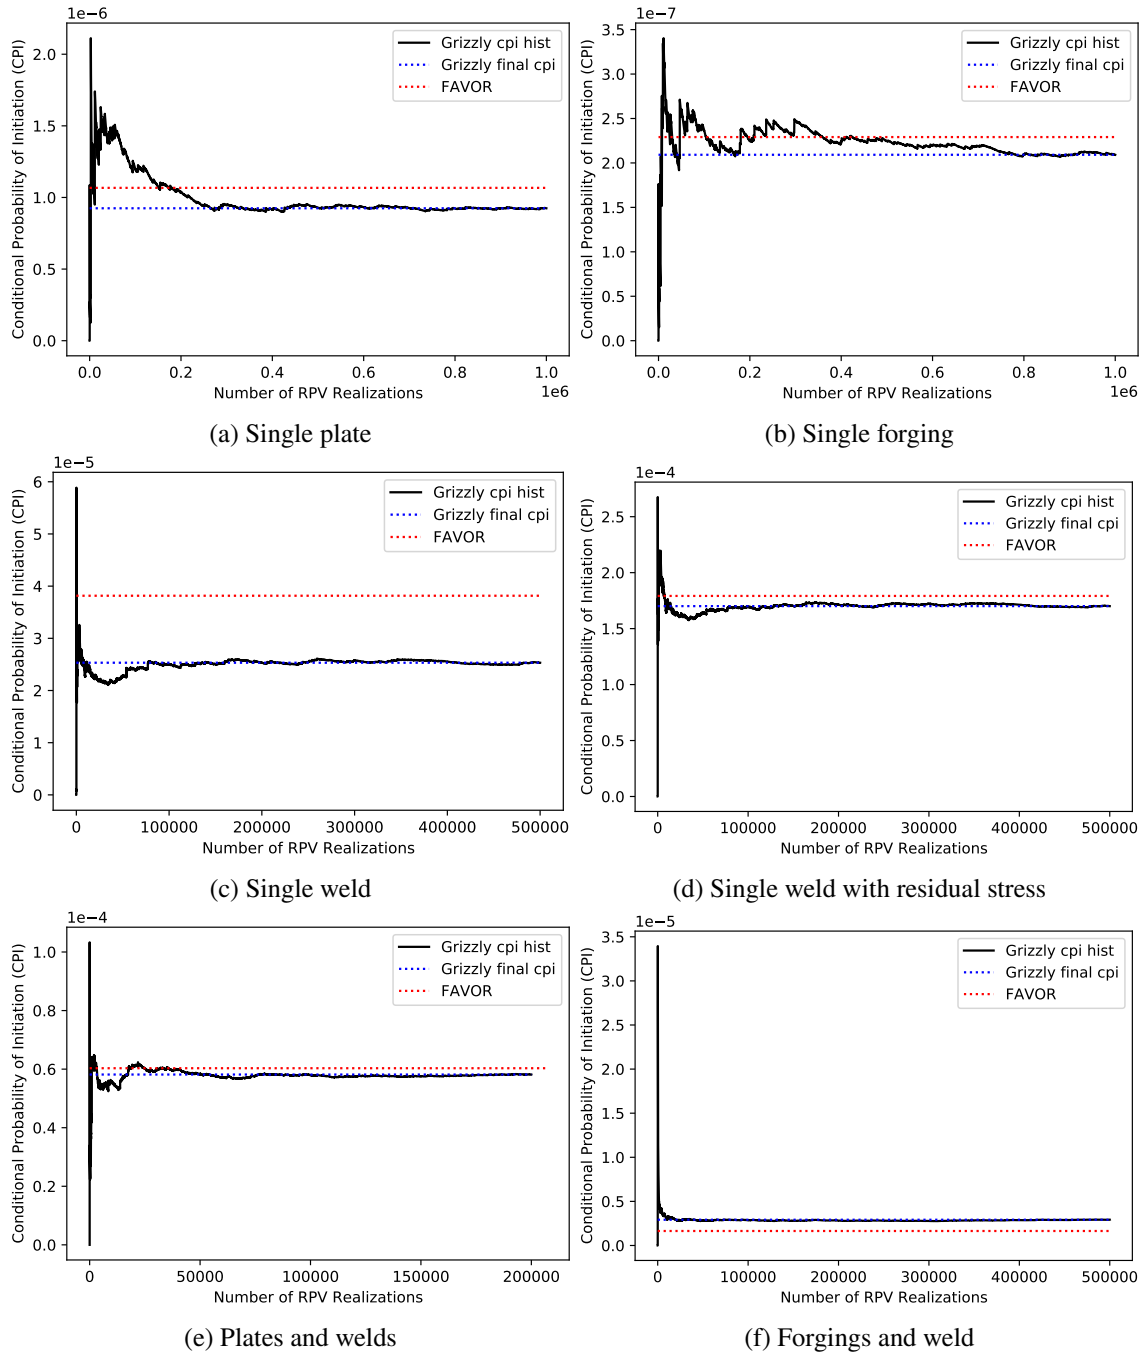 1e−6
Conditional Probability of Initiation (CPI)
2.0
1.5
1.0
0.5
0.0
Grizzly cpi hist
Grizzly final cpi
FAVOR
0.0 0.2 0.4 0.6 0.8 1.0
1e6
Number of RPV Realizations
(a) Single plate
1e−7
Conditional Probability of Initiation (CPI)
3.5
3.0
2.5
2.0
1.5
1.0
0.5
0.0
Grizzly cpi hist
Grizzly final cpi
FAVOR
0.0 0.2 0.4 0.6 0.8 1.0
1e6
Number of RPV Realizations
(b) Single forging
1e−5
Conditional Probability of Initiation (CPI)
6
5
4
3
2
1
0
Grizzly cpi hist
Grizzly final cpi
FAVOR
0 100000 200000 300000 400000 500000
Number of RPV Realizations
(c) Single weld
1e−4
Conditional Probability of Initiation (CPI)
2.5
2.0
1.5
1.0
0.5
0.0
Grizzly cpi hist
Grizzly final cpi
FAVOR
0 100000 200000 300000 400000 500000
Number of RPV Realizations
(d) Single weld with residual stress
1e−4
Conditional Probability of Initiation (CPI)
1.0
0.8
0.6
0.4
0.2
0.0
Grizzly cpi hist
Grizzly final cpi
FAVOR
0 50000 100000 150000 200000
Number of RPV Realizations
(e) Plates and welds
1e−5
Conditional Probability of Initiation (CPI)
3.5
3.0
2.5
2.0
1.5
1.0
0.5
0.0
Grizzly cpi hist
Grizzly final cpi
FAVOR
0 100000 200000 300000 400000 500000
Number of RPV Realizations
(f) Forgings and weld